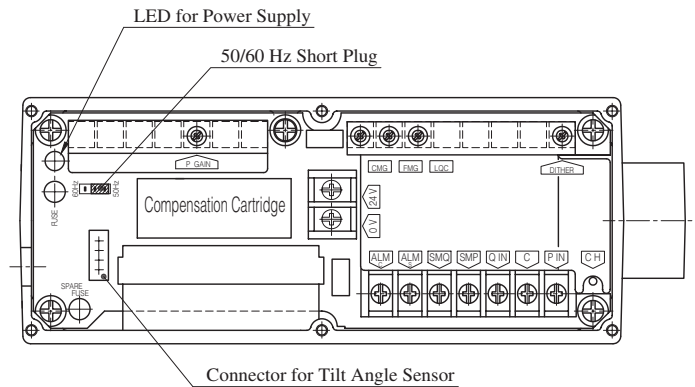 LED for Power Supply
50/60 Hz Short Plug
P GAIN
CMG FMG LQC DITHER
60Hz 50Hz
FUSE
Compensation Cartridge
24 V
0 V
ALM C ALM S SMQ SMP Q IN C P IN C H
SPARE FUSE
Connector for Tilt Angle Sensor